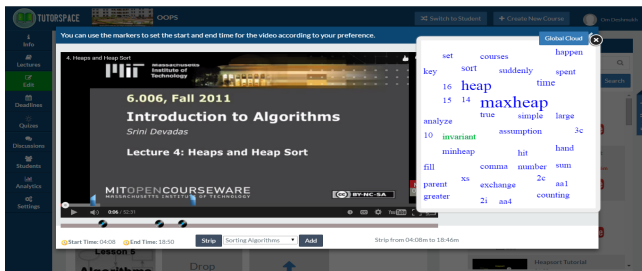 TUTORSPACE
OOPS
Switch to Student
+ Create New Course
Om Deshmukh
Info
Lectures
Edit
Deadlines
Quizes
Discussions
Students
Analytics
Settings
You can use the markers to set the start and end time for the video according to your preference.
4. Heaps and Heap Sort
Massachusetts
Institute of
Technology
6.006, Fall 2011
Introduction to Algorithms
Srini Devadas
Lecture 4: Heaps and Heap Sort
MITOPENCOURSEWARE
MASSACHUSETTS INSTITUTE OF TECHNOLOGY
(cc) BY-NC-SA
0:06 / 52:31
YouTube
Start Time: 04:08 End Time: 18:50
Strip
Sorting Algorithms
Add
Strip from 04:08m to 18:46m
Global Cloud
set courses happen
key sort suddenly spent
16 heap time
15 14 maxheap
analyze true simple large
10 invariant assumption 3c
minheap hit hand
fill comma number sum
parent xs exchange 2c aa1
greater 2i aa4 counting
Search
Lesson 5
Algorithms
Drop
Heapsort Tutorial